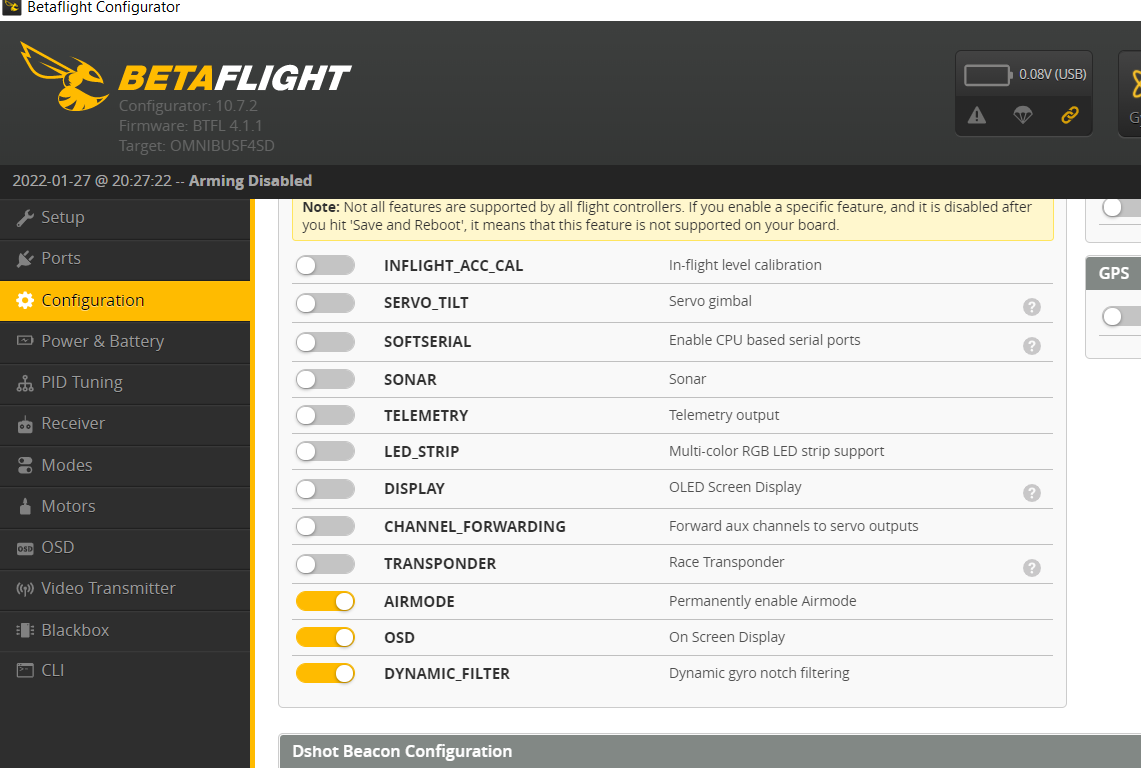 Betaflight Configurator
BETAFLIGHT
Configurator: 10.7.2
Firmware: BTFL 4.1.1
Target: OMNIBUSF4SD
0.08V (USB)
2022-01-27 @ 20:27:22 -- Arming Disabled
Setup
Ports
Configuration
Power & Battery
PID Tuning
Receiver
Modes
Motors
OSD
OSD
Video Transmitter
Blackbox
CLI
Note: Not all features are supported by all flight controllers. If you enable a specific feature, and it is disabled after
you hit 'Save and Reboot', it means that this feature is not supported on your board.
INFLIGHT_ACC_CAL In-flight level calibration
SERVO_TILT Servo gimbal ?
SOFTSERIAL Enable CPU based serial ports ?
SONAR Sonar
TELEMETRY Telemetry output
LED_STRIP Multi-color RGB LED strip support
DISPLAY OLED Screen Display ?
CHANNEL_FORWARDING Forward aux channels to servo outputs
TRANSPONDER Race Transponder ?
AIRMODE Permanently enable Airmode
OSD On Screen Display
DYNAMIC_FILTER Dynamic gyro notch filtering
GPS
Dshot Beacon Configuration